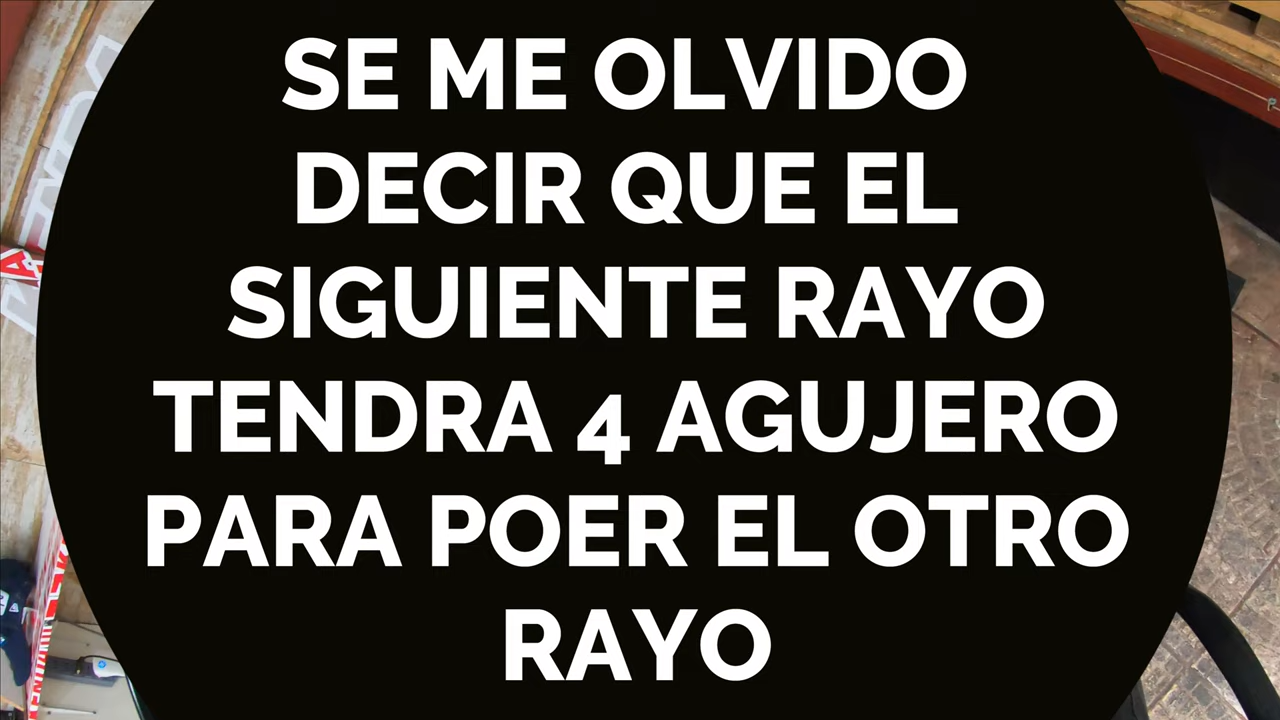 SE ME OLVIDO
DECIR QUE EL
SIGUIENTE RAYO
TENDRA 4 AGUJERO
PARA POER EL OTRO
RAYO